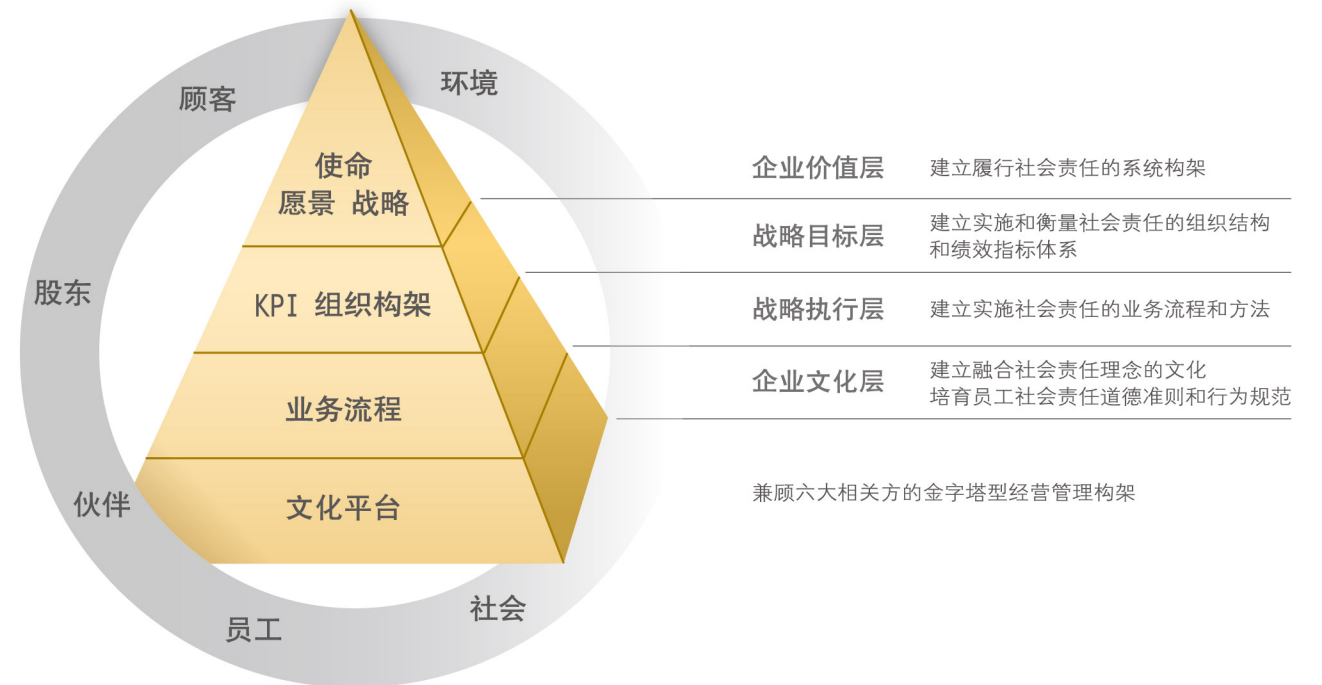 顾客
环境
股东
伙伴
员工
社会
使命
愿景 战略
KPI 组织构架
业务流程
文化平台
企业价值层 建立履行社会责任的系统构架
战略目标层 建立实施和衡量社会责任的组织结构
和绩效指标体系
战略执行层 建立实施社会责任的业务流程和方法
企业文化层 建立融合社会责任理念的文化
培育员工社会责任道德准则和行为规范
兼顾六大相关方的金字塔型经营管理构架